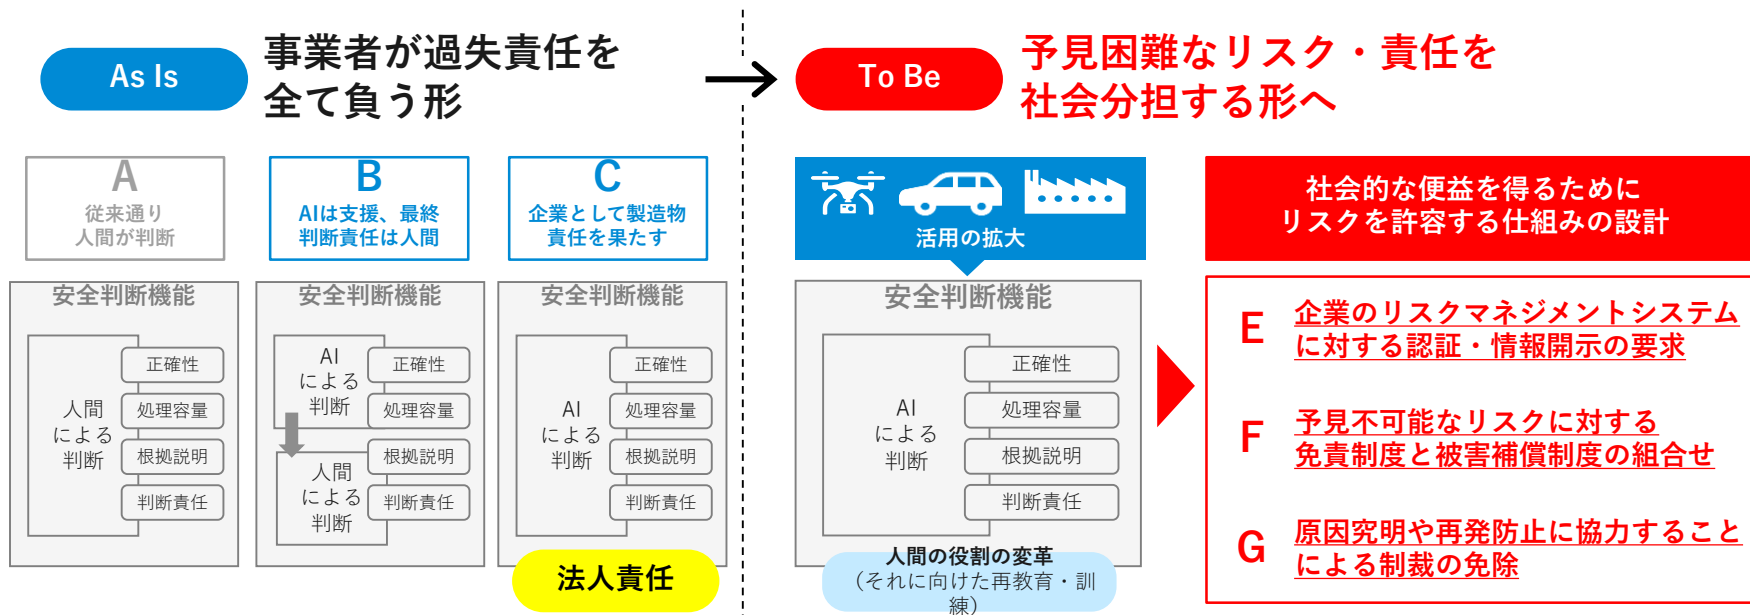 As Is
事業者が過失責任を
全て負う形
To Be
予見困難なリスク・責任を
社会分担する形へ
A
従来通り
人間が判断
B
AIは支援、最終
判断責任は人間
C
企業として製造物
責任を果たす
安全判断機能
人間
による
判断
正確性
処理容量
根拠説明
判断責任
安全判断機能
AI
による
判断
人間
による
判断
正確性
処理容量
根拠説明
判断責任
安全判断機能
AI
による
判断
正確性
処理容量
根拠説明
判断責任
法人責任
活用の拡大
安全判断機能
AI
による
判断
正確性
処理容量
根拠説明
判断責任
人間の役割の変革
（それに向けた再教育・訓
練）
社会的な便益を得るために
リスクを許容する仕組みの設計
E
企業のリスクマネジメントシステム
に対する認証・情報開示の要求
F
予見不可能なリスクに対する
免責制度と被害補償制度の組合せ
G
原因究明や再発防止に協力すること
による制裁の免除